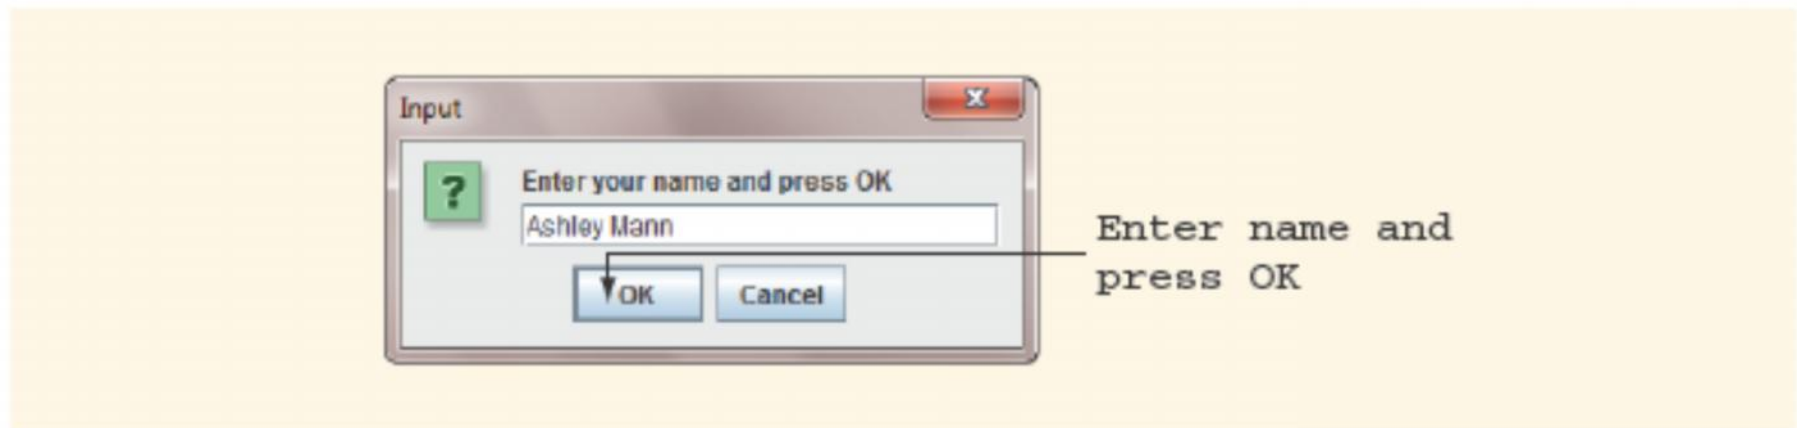 Input
x
?
Enter your name and press OK
Ashley Mann
Enter name and
press OK
OK
Cancel